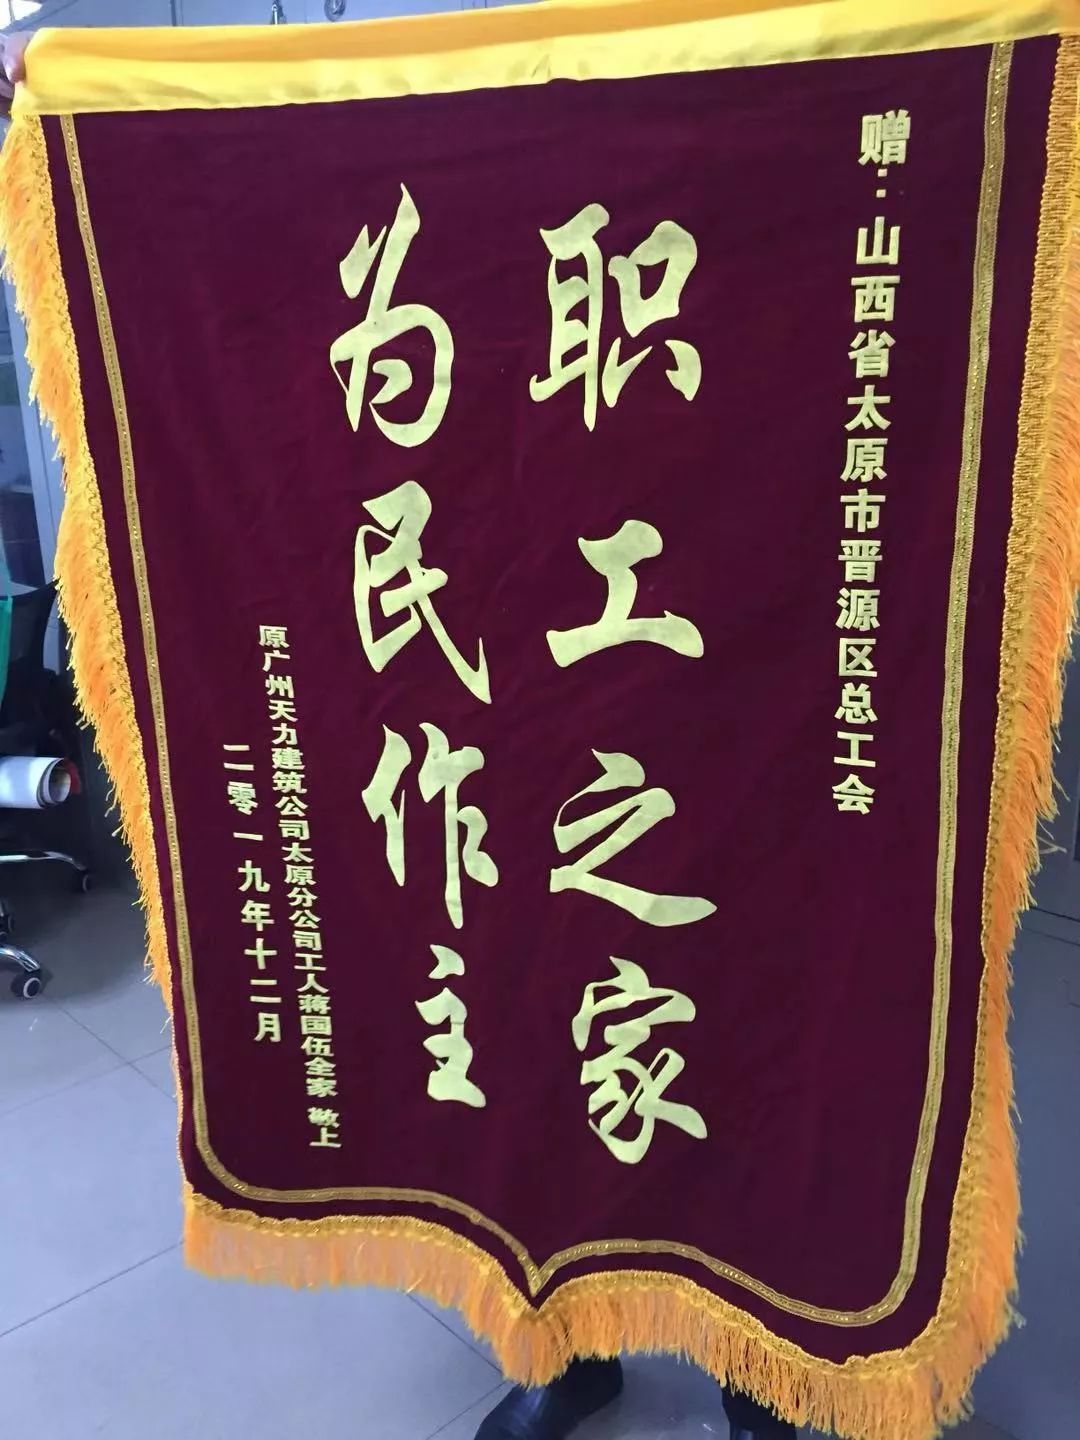 赠：山西省太原市晋源区总工会
职工之家
为民作主
原广州天力建筑公司太原分公司工人蒋国伍全家 敬上
二零一九年十二月